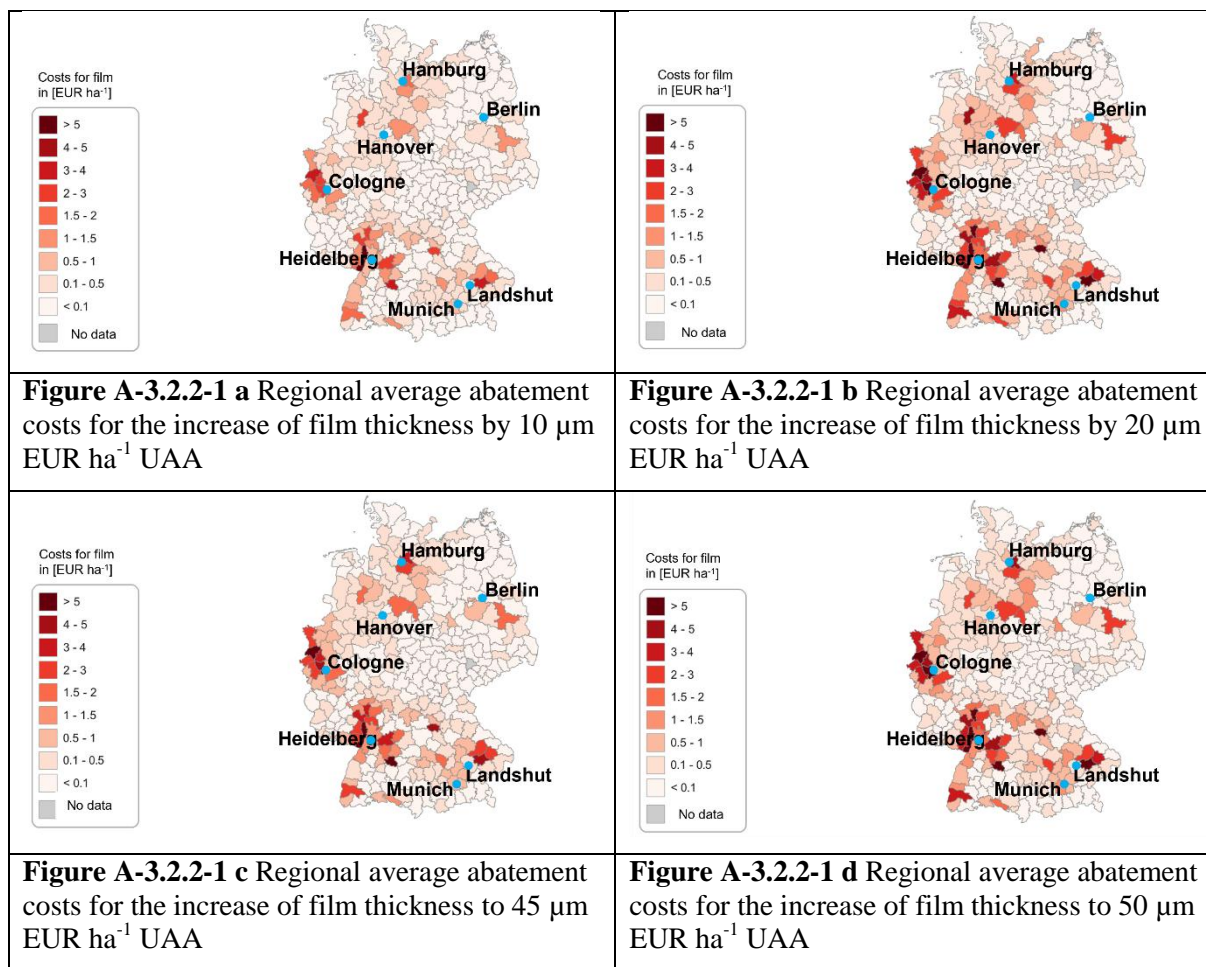 Costs for film
in [EUR ha⁻¹]
> 5
4 - 5
3 - 4
2 - 3
1.5 - 2
1 - 1.5
0.5 - 1
0.1 - 0.5
< 0.1
No data
Hamburg
Berlin
Hanover
Cologne
Heidelberg
Landshut
Munich
Costs for film
in [EUR ha⁻¹]
> 5
4 - 5
3 - 4
2 - 3
1.5 - 2
1 - 1.5
0.5 - 1
0.1 - 0.5
< 0.1
No data
Hamburg
Berlin
Hanover
Cologne
Heidelberg
Landshut
Munich
Figure A-3.2.2-1 a Regional average abatement
costs for the increase of film thickness by 10 µm
EUR ha⁻¹ UAA
Figure A-3.2.2-1 b Regional average abatement
costs for the increase of film thickness by 20 µm
EUR ha⁻¹ UAA
Costs for film
in [EUR ha⁻¹]
> 5
4 - 5
3 - 4
2 - 3
1.5 - 2
1 - 1.5
0.5 - 1
0.1 - 0.5
< 0.1
No data
Hamburg
Berlin
Hanover
Cologne
Heidelberg
Landshut
Munich
Costs for film
in [EUR ha⁻¹]
> 5
4 - 5
3 - 4
2 - 3
1.5 - 2
1 - 1.5
0.5 - 1
0.1 - 0.5
< 0.1
No data
Hamburg
Berlin
Hanover
Cologne
Heidelberg
Landshut
Munich
Figure A-3.2.2-1 c Regional average abatement
costs for the increase of film thickness to 45 µm
EUR ha⁻¹ UAA
Figure A-3.2.2-1 d Regional average abatement
costs for the increase of film thickness to 50 µm
EUR ha⁻¹ UAA